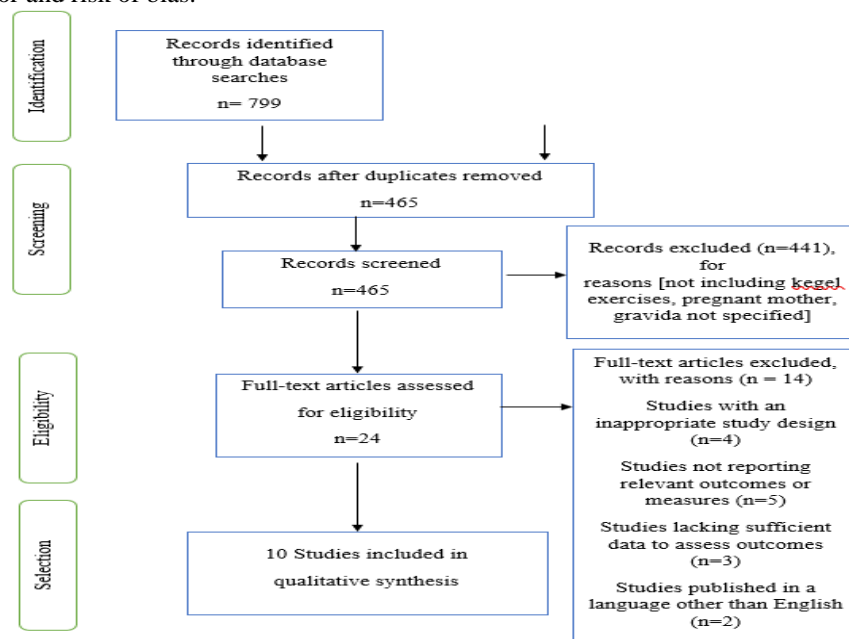 or and risk of bias.
Identification
Records identified
through database
searches
n= 799
Records after duplicates removed
n=465
Screening
Records screened
n=465
Records excluded (n=441),
for
reasons [not including kegel
exercises, pregnant mother,
gravida not specified]
Eligibility
Full-text articles assessed
for eligibility
n=24
Full-text articles excluded,
with reasons (n = 14)
Studies with an
inappropriate study design
(n=4)
Studies not reporting
relevant outcomes or
measures (n=5)
Studies lacking sufficient
data to assess outcomes
(n=3)
Studies published in a
language other than English
(n=2)
Selection
10 Studies included in
qualitative synthesis